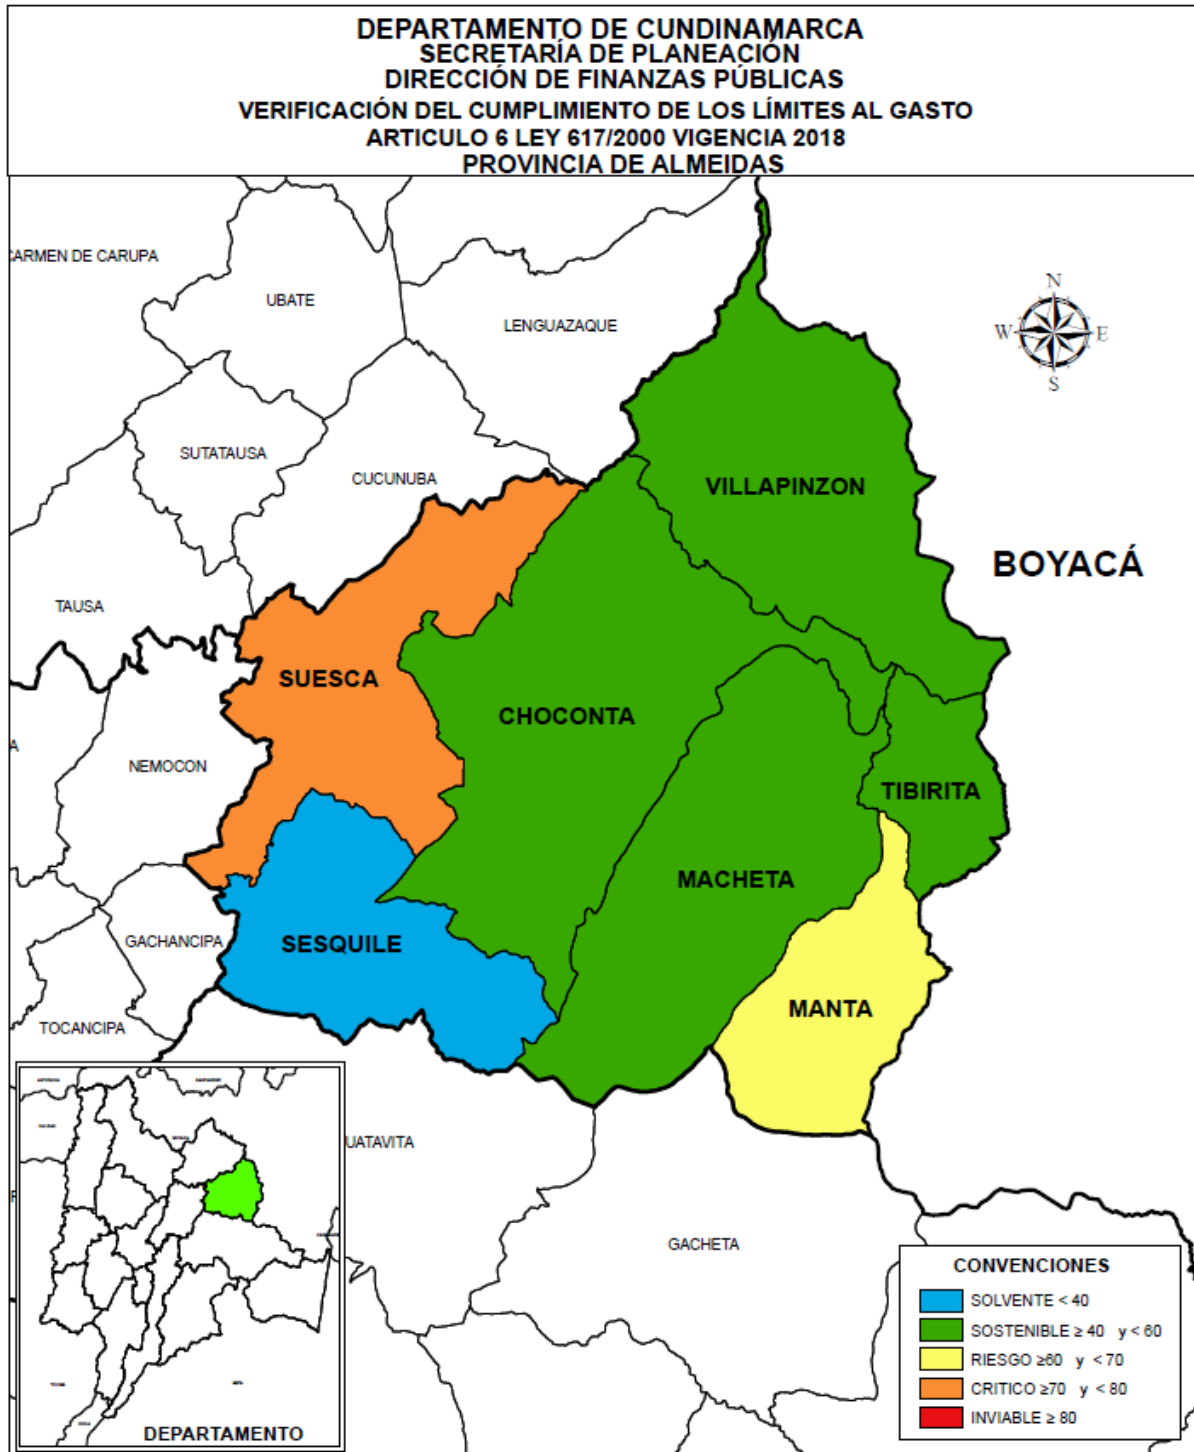 DEPARTAMENTO DE CUNDINAMARCA
SECRETARÍA DE PLANEACIÓN
DIRECCIÓN DE FINANZAS PÚBLICAS
VERIFICACIÓN DEL CUMPLIMIENTO DE LOS LÍMITES AL GASTO
ARTICULO 6 LEY 617/2000 VIGENCIA 2018
PROVINCIA DE ALMEIDAS
ARMEN DE CARUPA
UBATE
LENGUAZAQUE
N
W
E
S
SUTATAUSA
CUCUNUBA
VILLAPINZON
BOYACÁ
TAUSA
SUESCA
CHOCONTA
A
NEMOCON
TIBIRITA
MACHETA
GACHANCIPA
SESQUILE
MANTA
TOCANCIPA
UATAVITA
GACHETA
DEPARTAMENTO
CONVENCIONES
SOLVENTE < 40
SOSTENIBLE ≥ 40 y < 60
RIESGO ≥60 y < 70
CRITICO ≥70 y < 80
INVIABLE ≥ 80